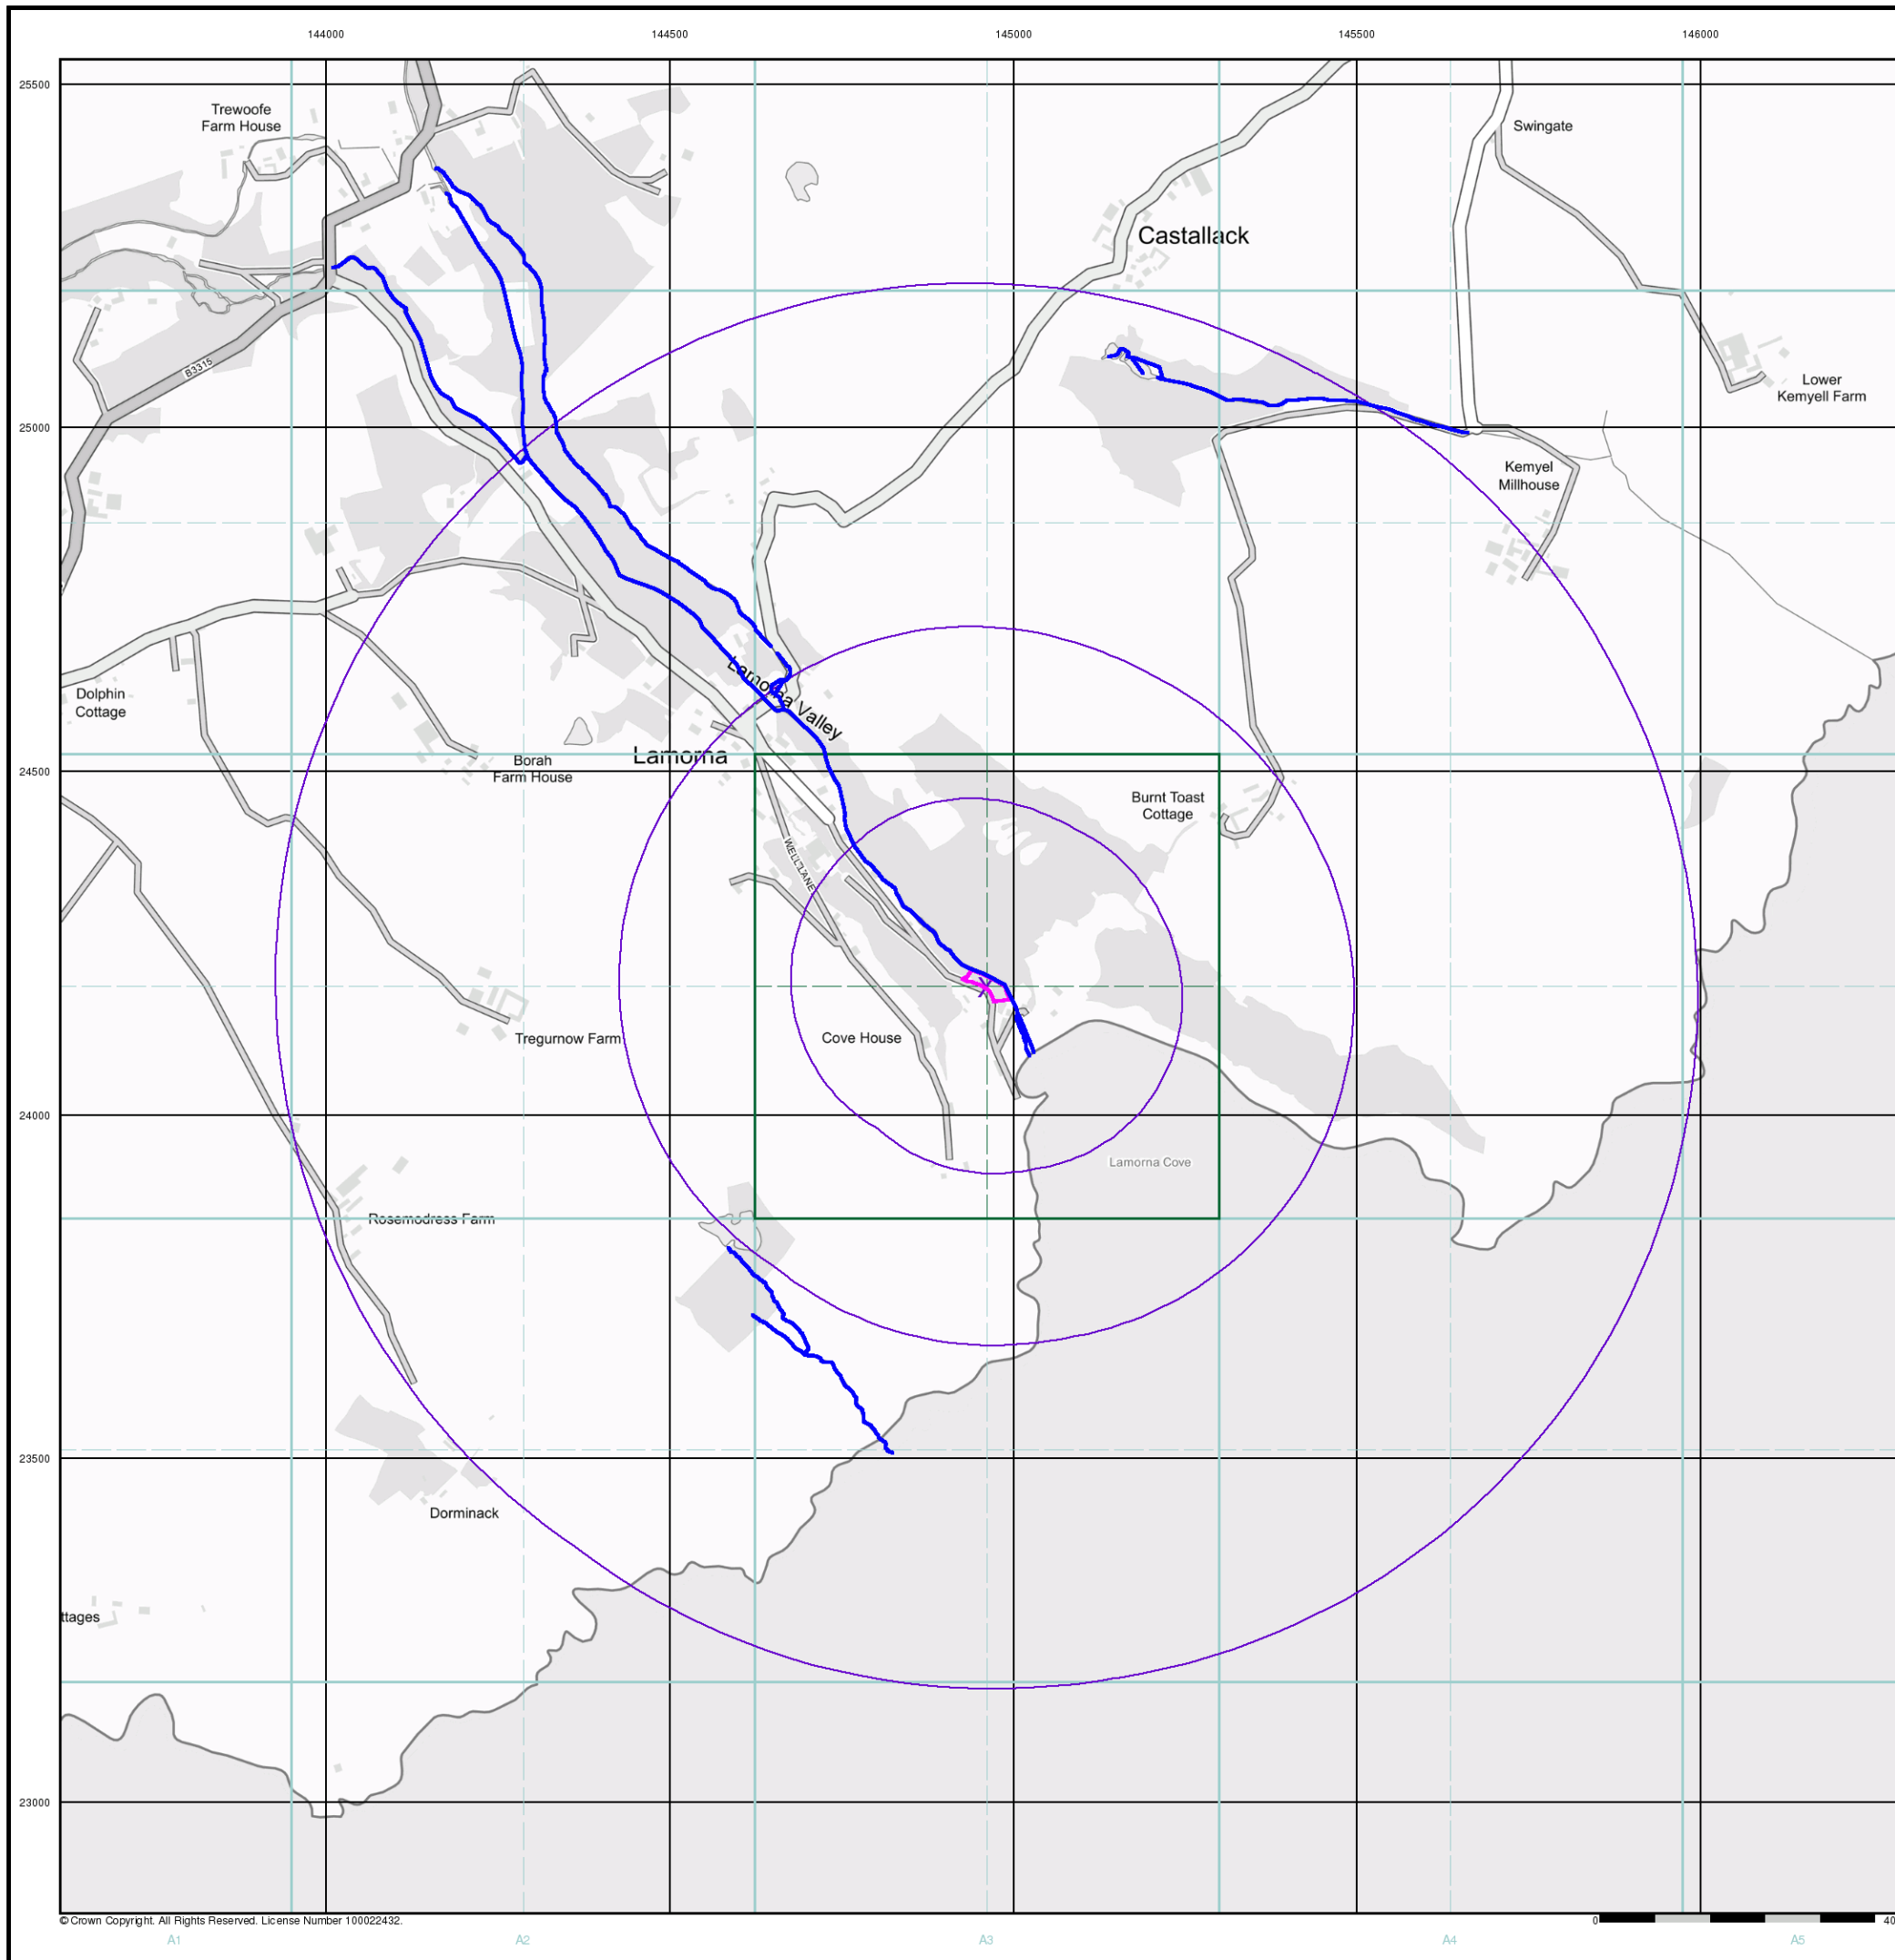 144000 144500 145000 145500 146000
25500
Trewoofe
Farm House
Swingate
Castallack
B3315
Lower
Kemyell Farm
25000
Kemyel
Millhouse
Lamorna Valley
Dolphin
Cottage
Lamorna
Borah
Farm House
24500
Burnt Toast
Cottage
WELL LANE
Tregurnow Farm
Cove House
24000
Lamorna Cove
Rosemodress Farm
23500
Dorminack
ttages
23000
© Crown Copyright. All Rights Reserved. License Number 100022432.
0 40
A1 A2 A3 A4 A5